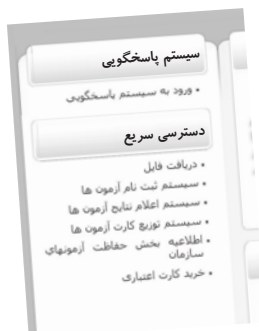 سیستم پاسخگویی
• ورود به سیستم پاسخگویی
دسترسی سریع
• دریافت فایل
• سیستم ثبت نام آزمون ها
• سیستم اعلام نتایج آزمون ها
• سیستم توزیع کارت آزمون ها
• اطلاعیه بخش حفاظت آزمونهای
سازمان
• خرید کارت اعتباری